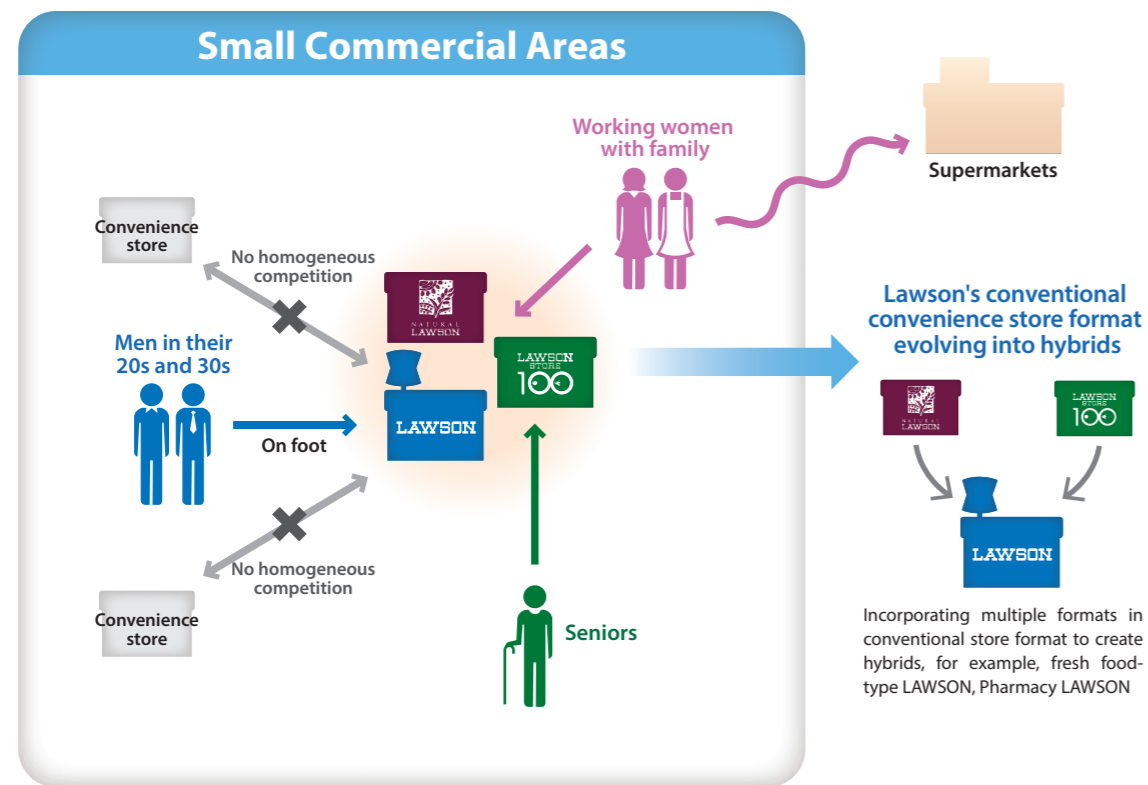 Small Commercial Areas
Working women
with family
Supermarkets
Convenience
store
No homogeneous
competition
NATURAL
LAWSON
LAWSON
STORE
100
Men in their
20s and 30s
On foot
LAWSON
No homogeneous
competition
Convenience
store
Seniors
Lawson's conventional
convenience store format
evolving into hybrids
NATURAL
LAWSON
LAWSON
STORE
100
LAWSON
Incorporating multiple formats in
conventional store format to create
hybrids, for example, fresh food-
type LAWSON, Pharmacy LAWSON